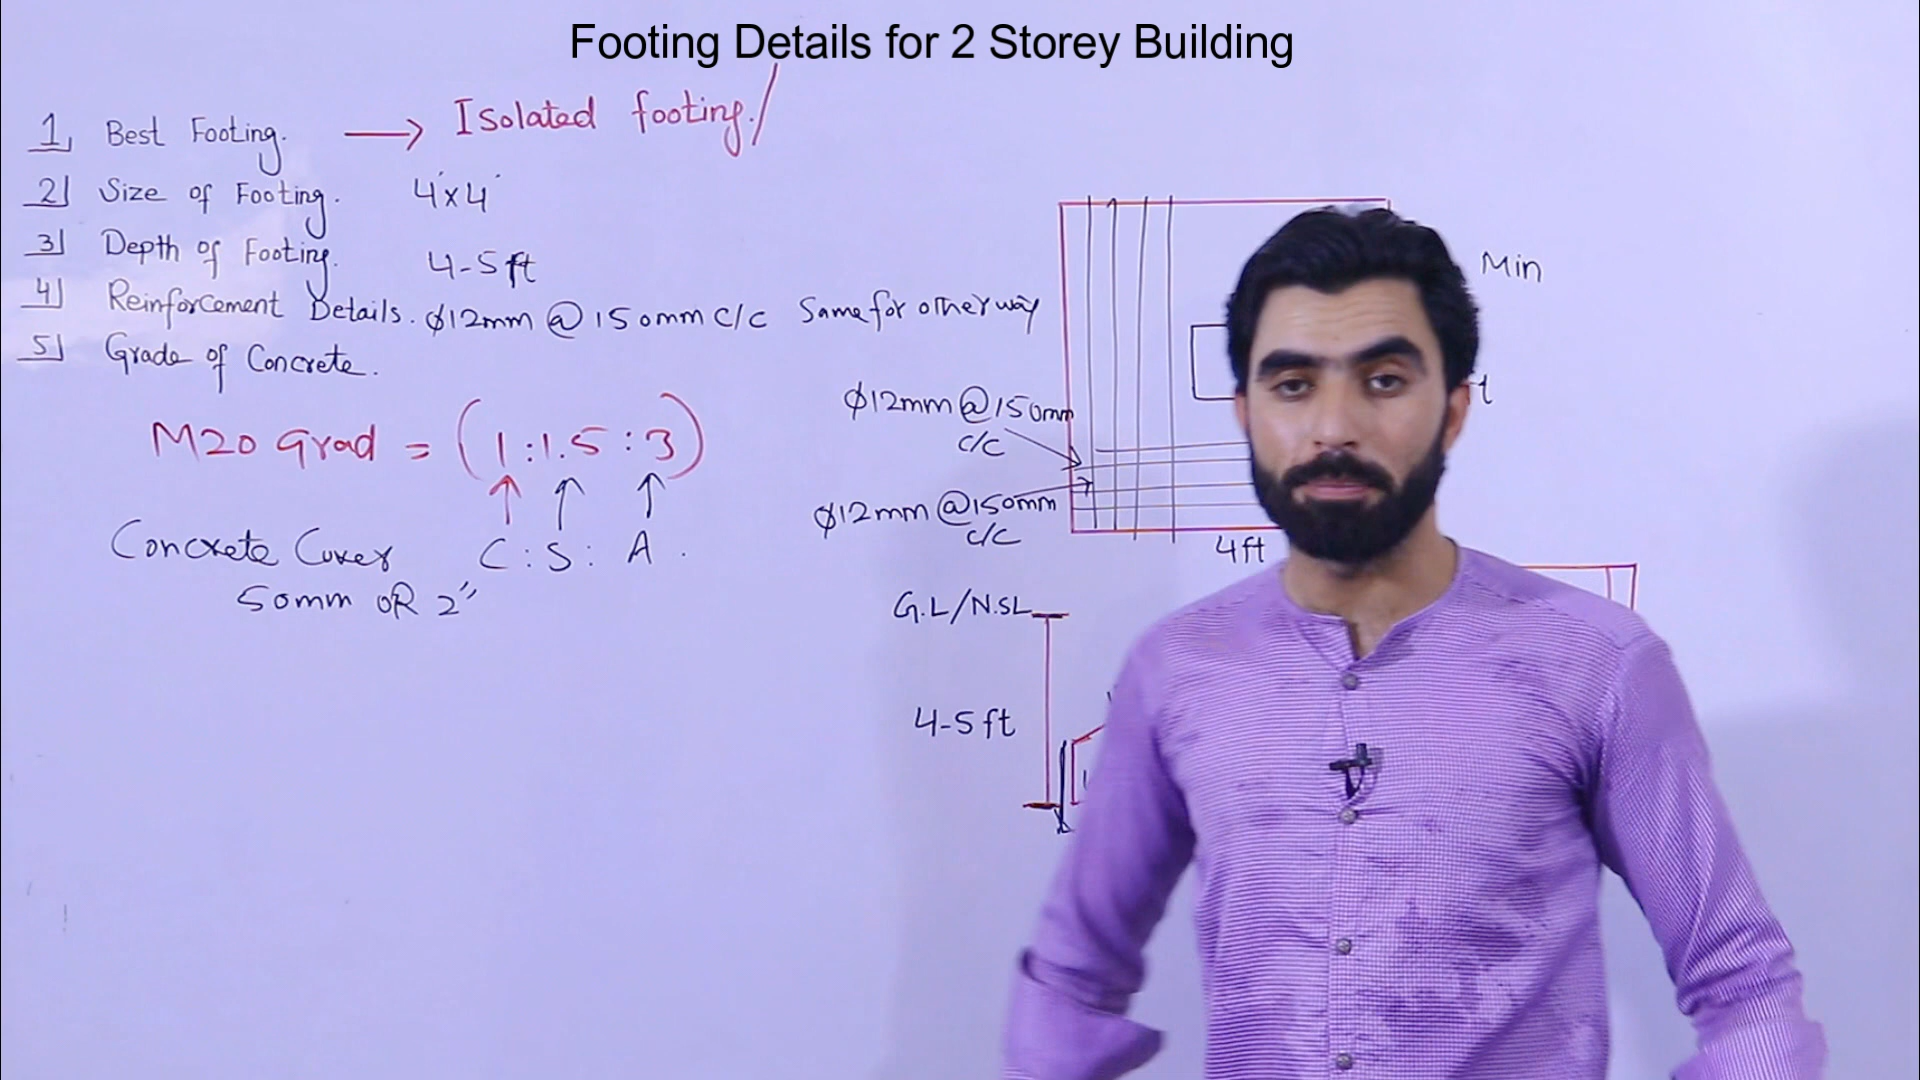 Footing Details for 2 Storey Building
1, Best Footing. → Isolated footing./
2) Size of Footing. 4'x4'
3) Depth of Footing. 4-5ft
4) Reinforcement Details. φ12mm@150mm c/c Same for other way
5) Grade of Concrete.
M20 Grad = (1:1.5:3)
C:S:A.
Concrete Cover
50mm OR 2"
Min
φ12mm@150mm
c/c
φ12mm@150mm
c/c
4ft
G.L/N.SL
4-5ft